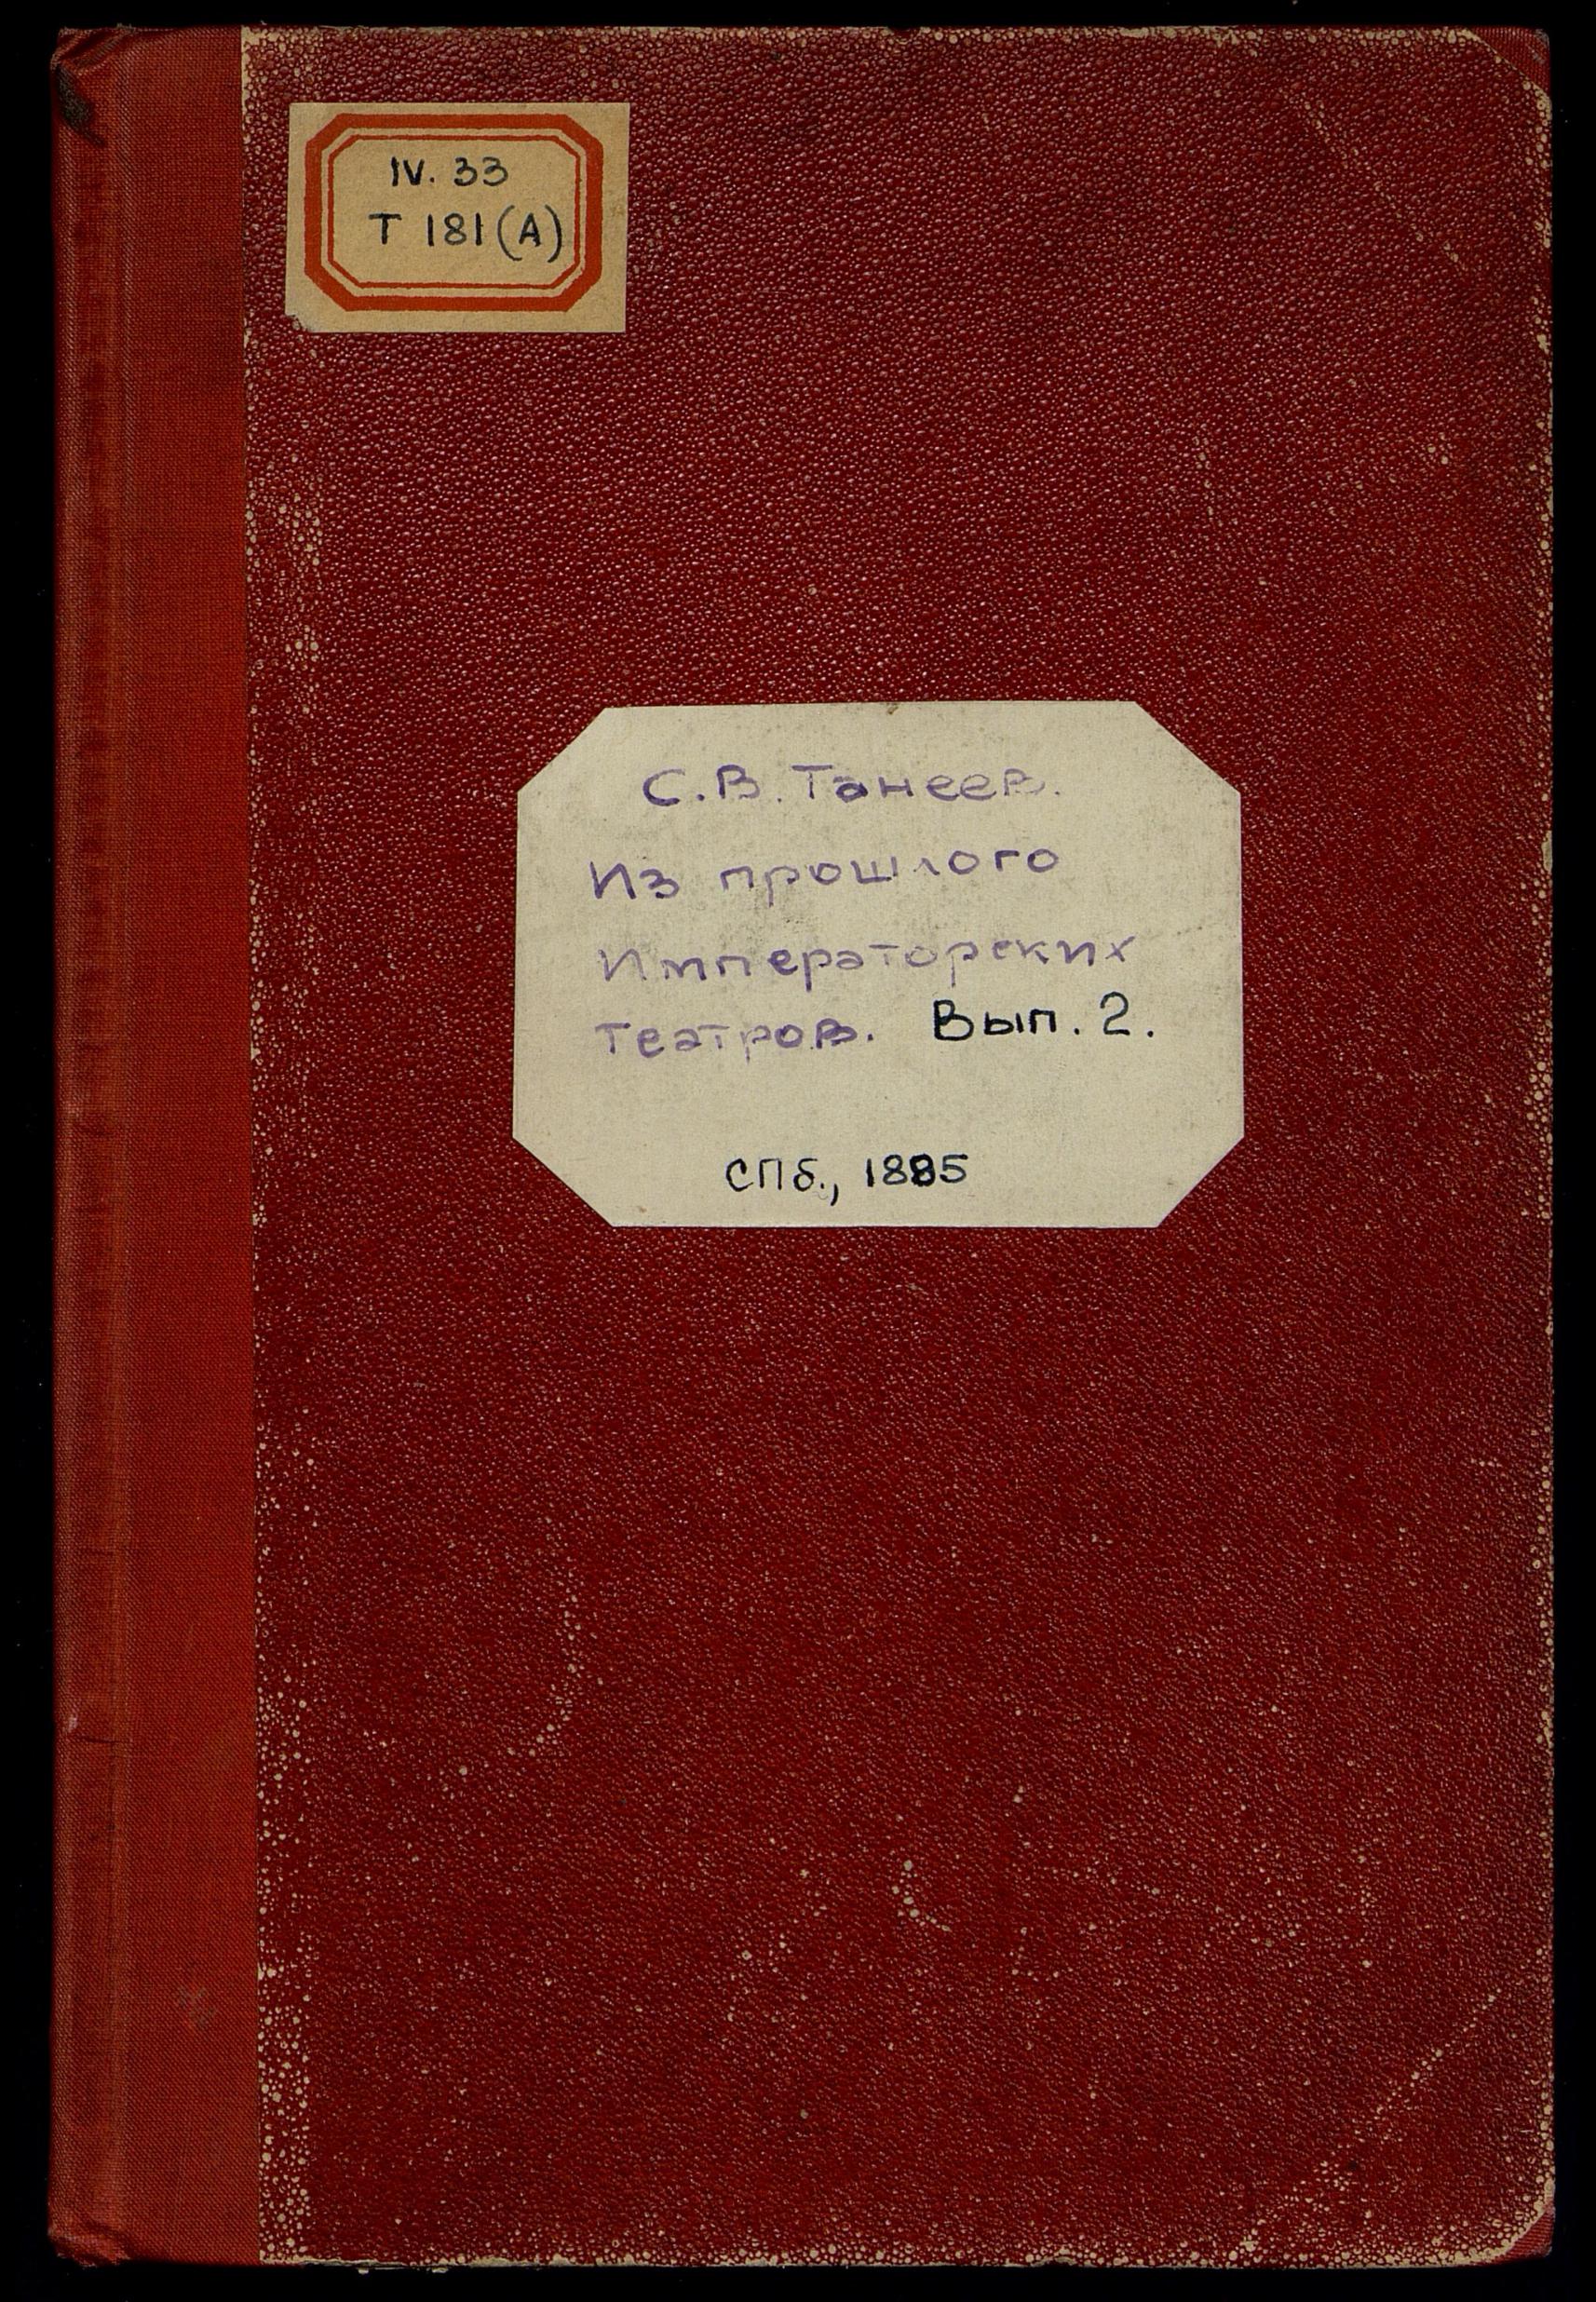 IV. 33
Т 181(А)
С.В. Танеев.
Из прошлого
Императорских
театров. Вып. 2.
СПб., 1885